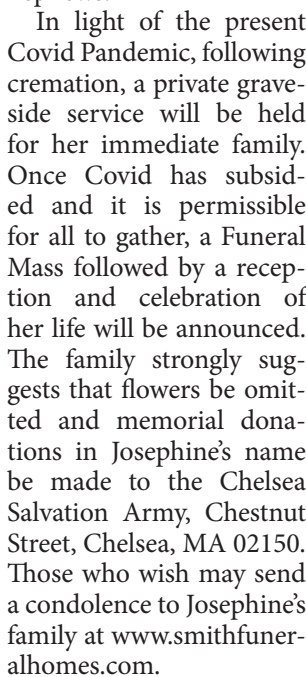 In light of the present
Covid Pandemic, following
cremation, a private grave-
side service will be held
for her immediate family.
Once Covid has subsid-
ed and it is permissible
for all to gather, a Funeral
Mass followed by a recep-
tion and celebration of
her life will be announced.
The family strongly sug-
gests that flowers be omit-
ted and memorial dona-
tions in Josephine’s name
be made to the Chelsea
Salvation Army, Chestnut
Street, Chelsea, MA 02150.
Those who wish may send
a condolence to Josephine’s
family at www.smithfuner-
alhomes.com.